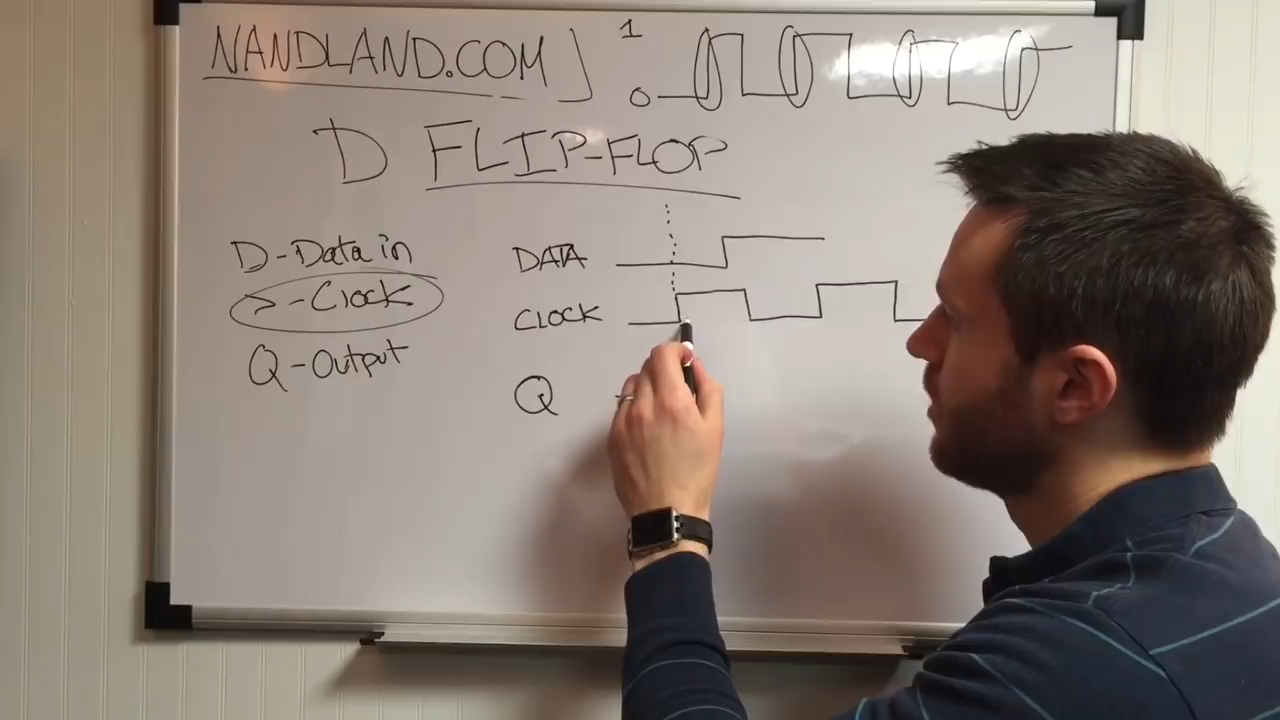 NANDLAND.COM
1
0
D FLIP-FLOP
D-Data in
>-Clock
Q-Output
DATA
CLOCK
Q